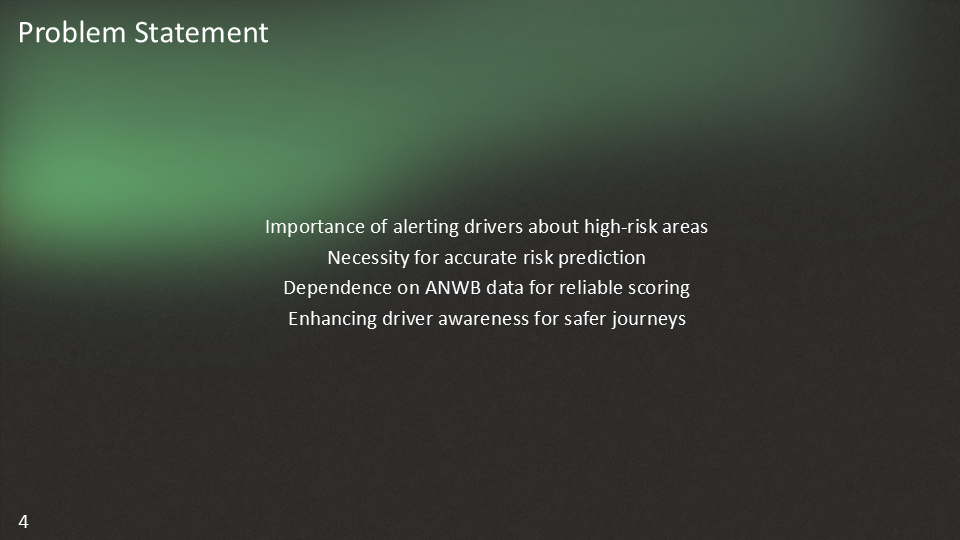 Problem Statement
Importance of alerting drivers about high-risk areas
Necessity for accurate risk prediction
Dependence on ANWB data for reliable scoring
Enhancing driver awareness for safer journeys
4